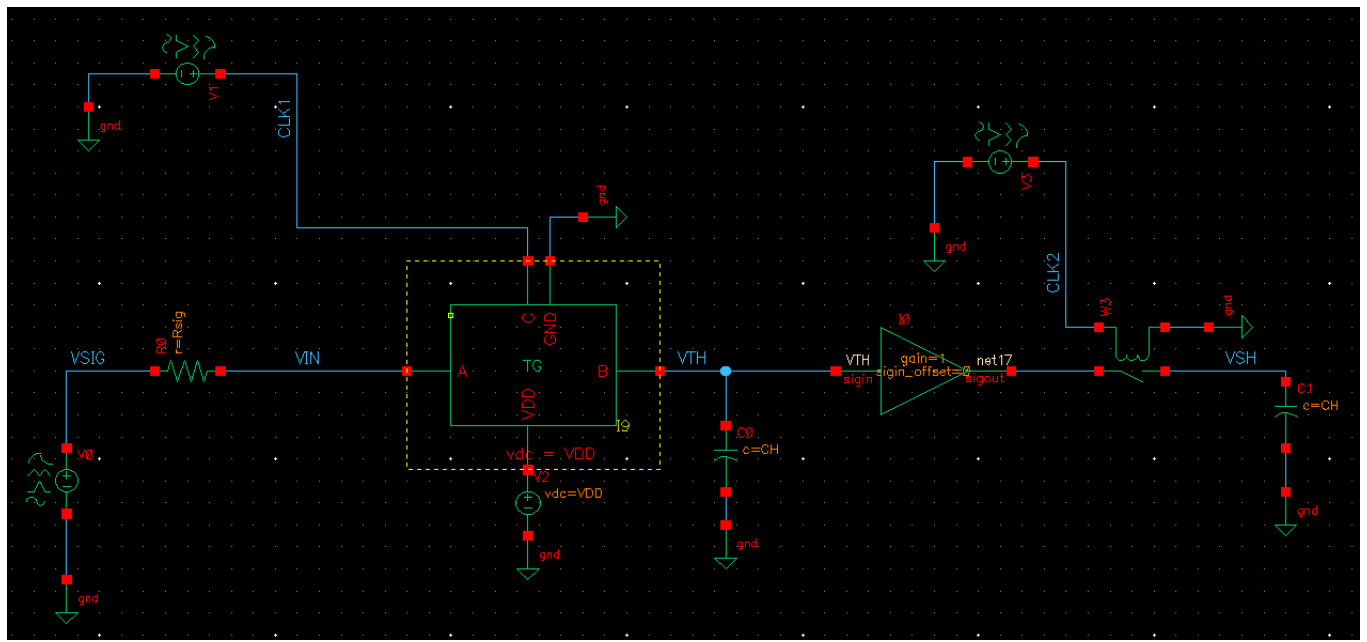 V1
gnd
CLK1
gnd
V3
gnd
CLK2
W3
gnd
VSIG
R0
r=Rsig
VIN
A
C
GND
TG
VDD
B
I9
vdc = VDD
V2
vdc=VDD
gnd
V0
gnd
VTH
C0
c=CH
gnd
VTH
sigin
I0
gain=1
sigin_offset=0
net17
sigout
VSH
C1
c=CH
gnd